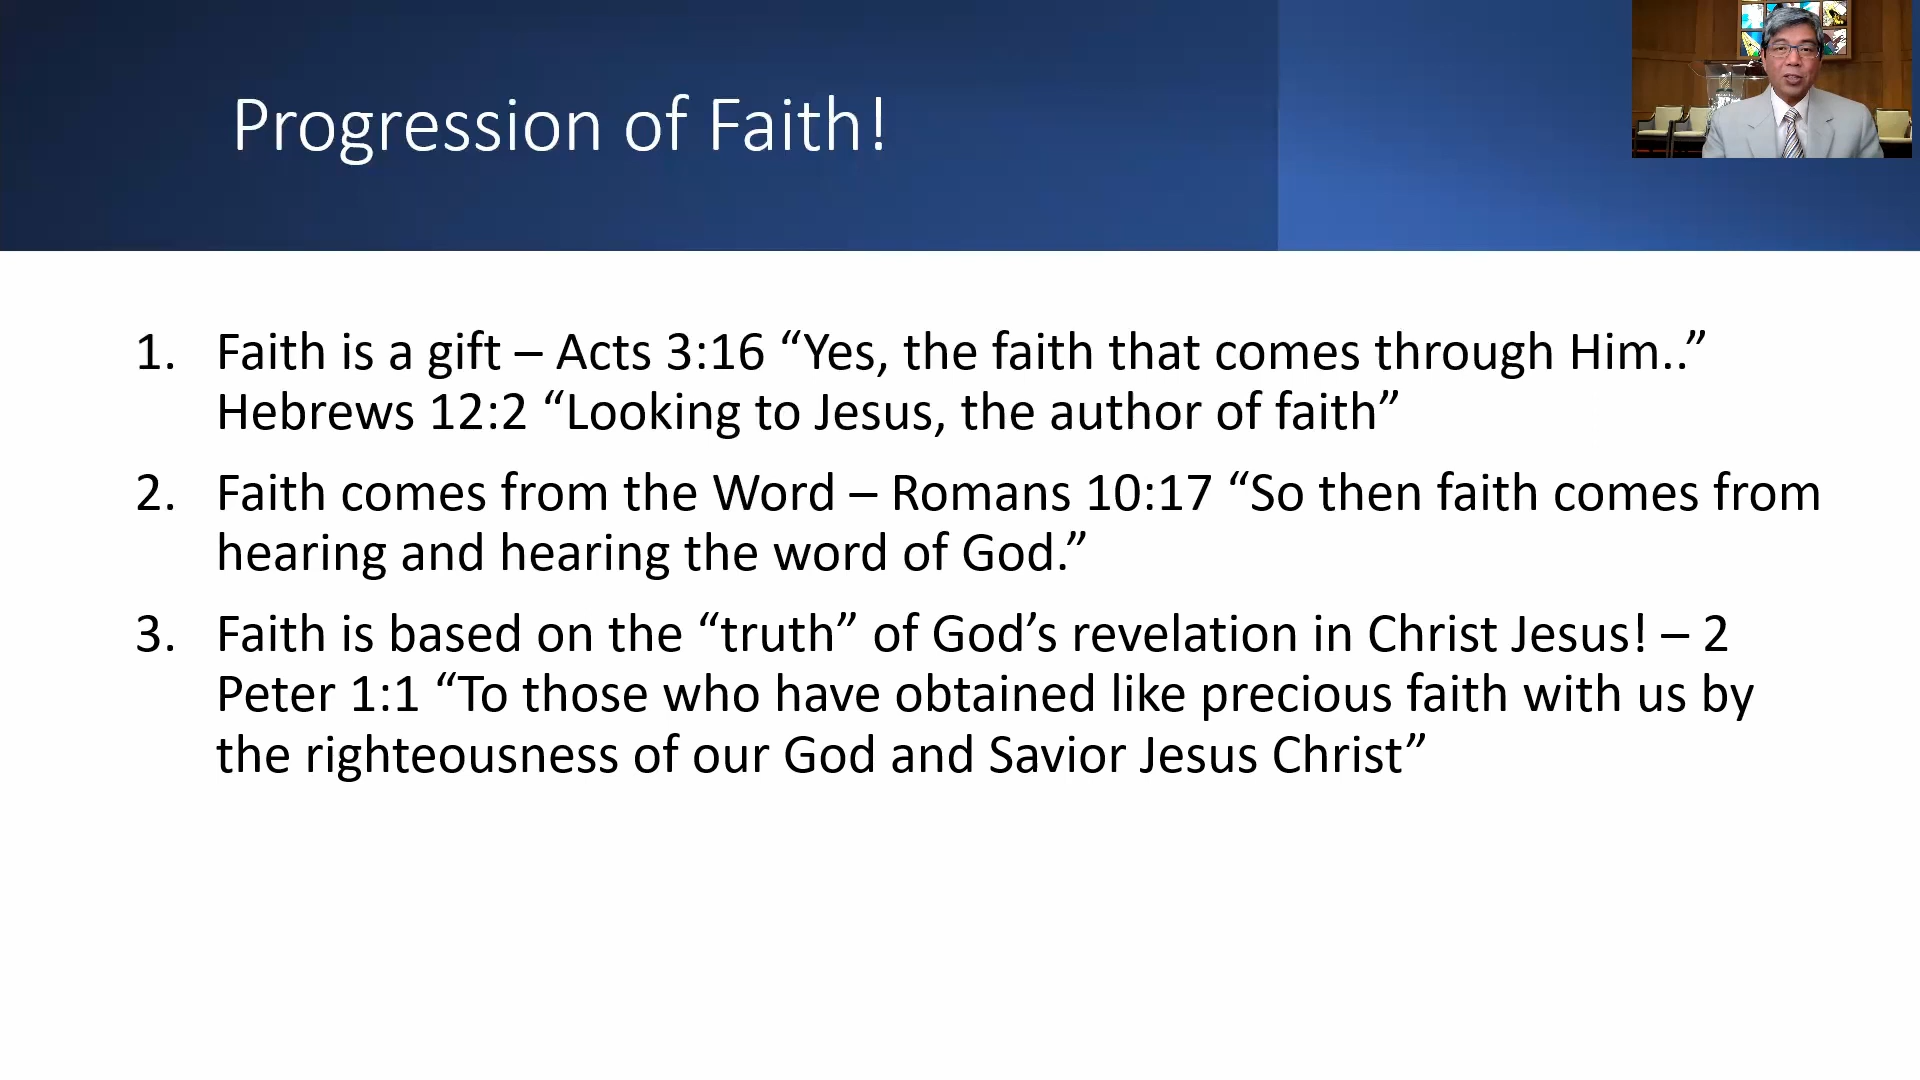 Progression of Faith!
1. Faith is a gift – Acts 3:16 “Yes, the faith that comes through Him..”
Hebrews 12:2 “Looking to Jesus, the author of faith”
2. Faith comes from the Word – Romans 10:17 “So then faith comes from
hearing and hearing the word of God.”
3. Faith is based on the “truth” of God’s revelation in Christ Jesus! – 2
Peter 1:1 “To those who have obtained like precious faith with us by
the righteousness of our God and Savior Jesus Christ”